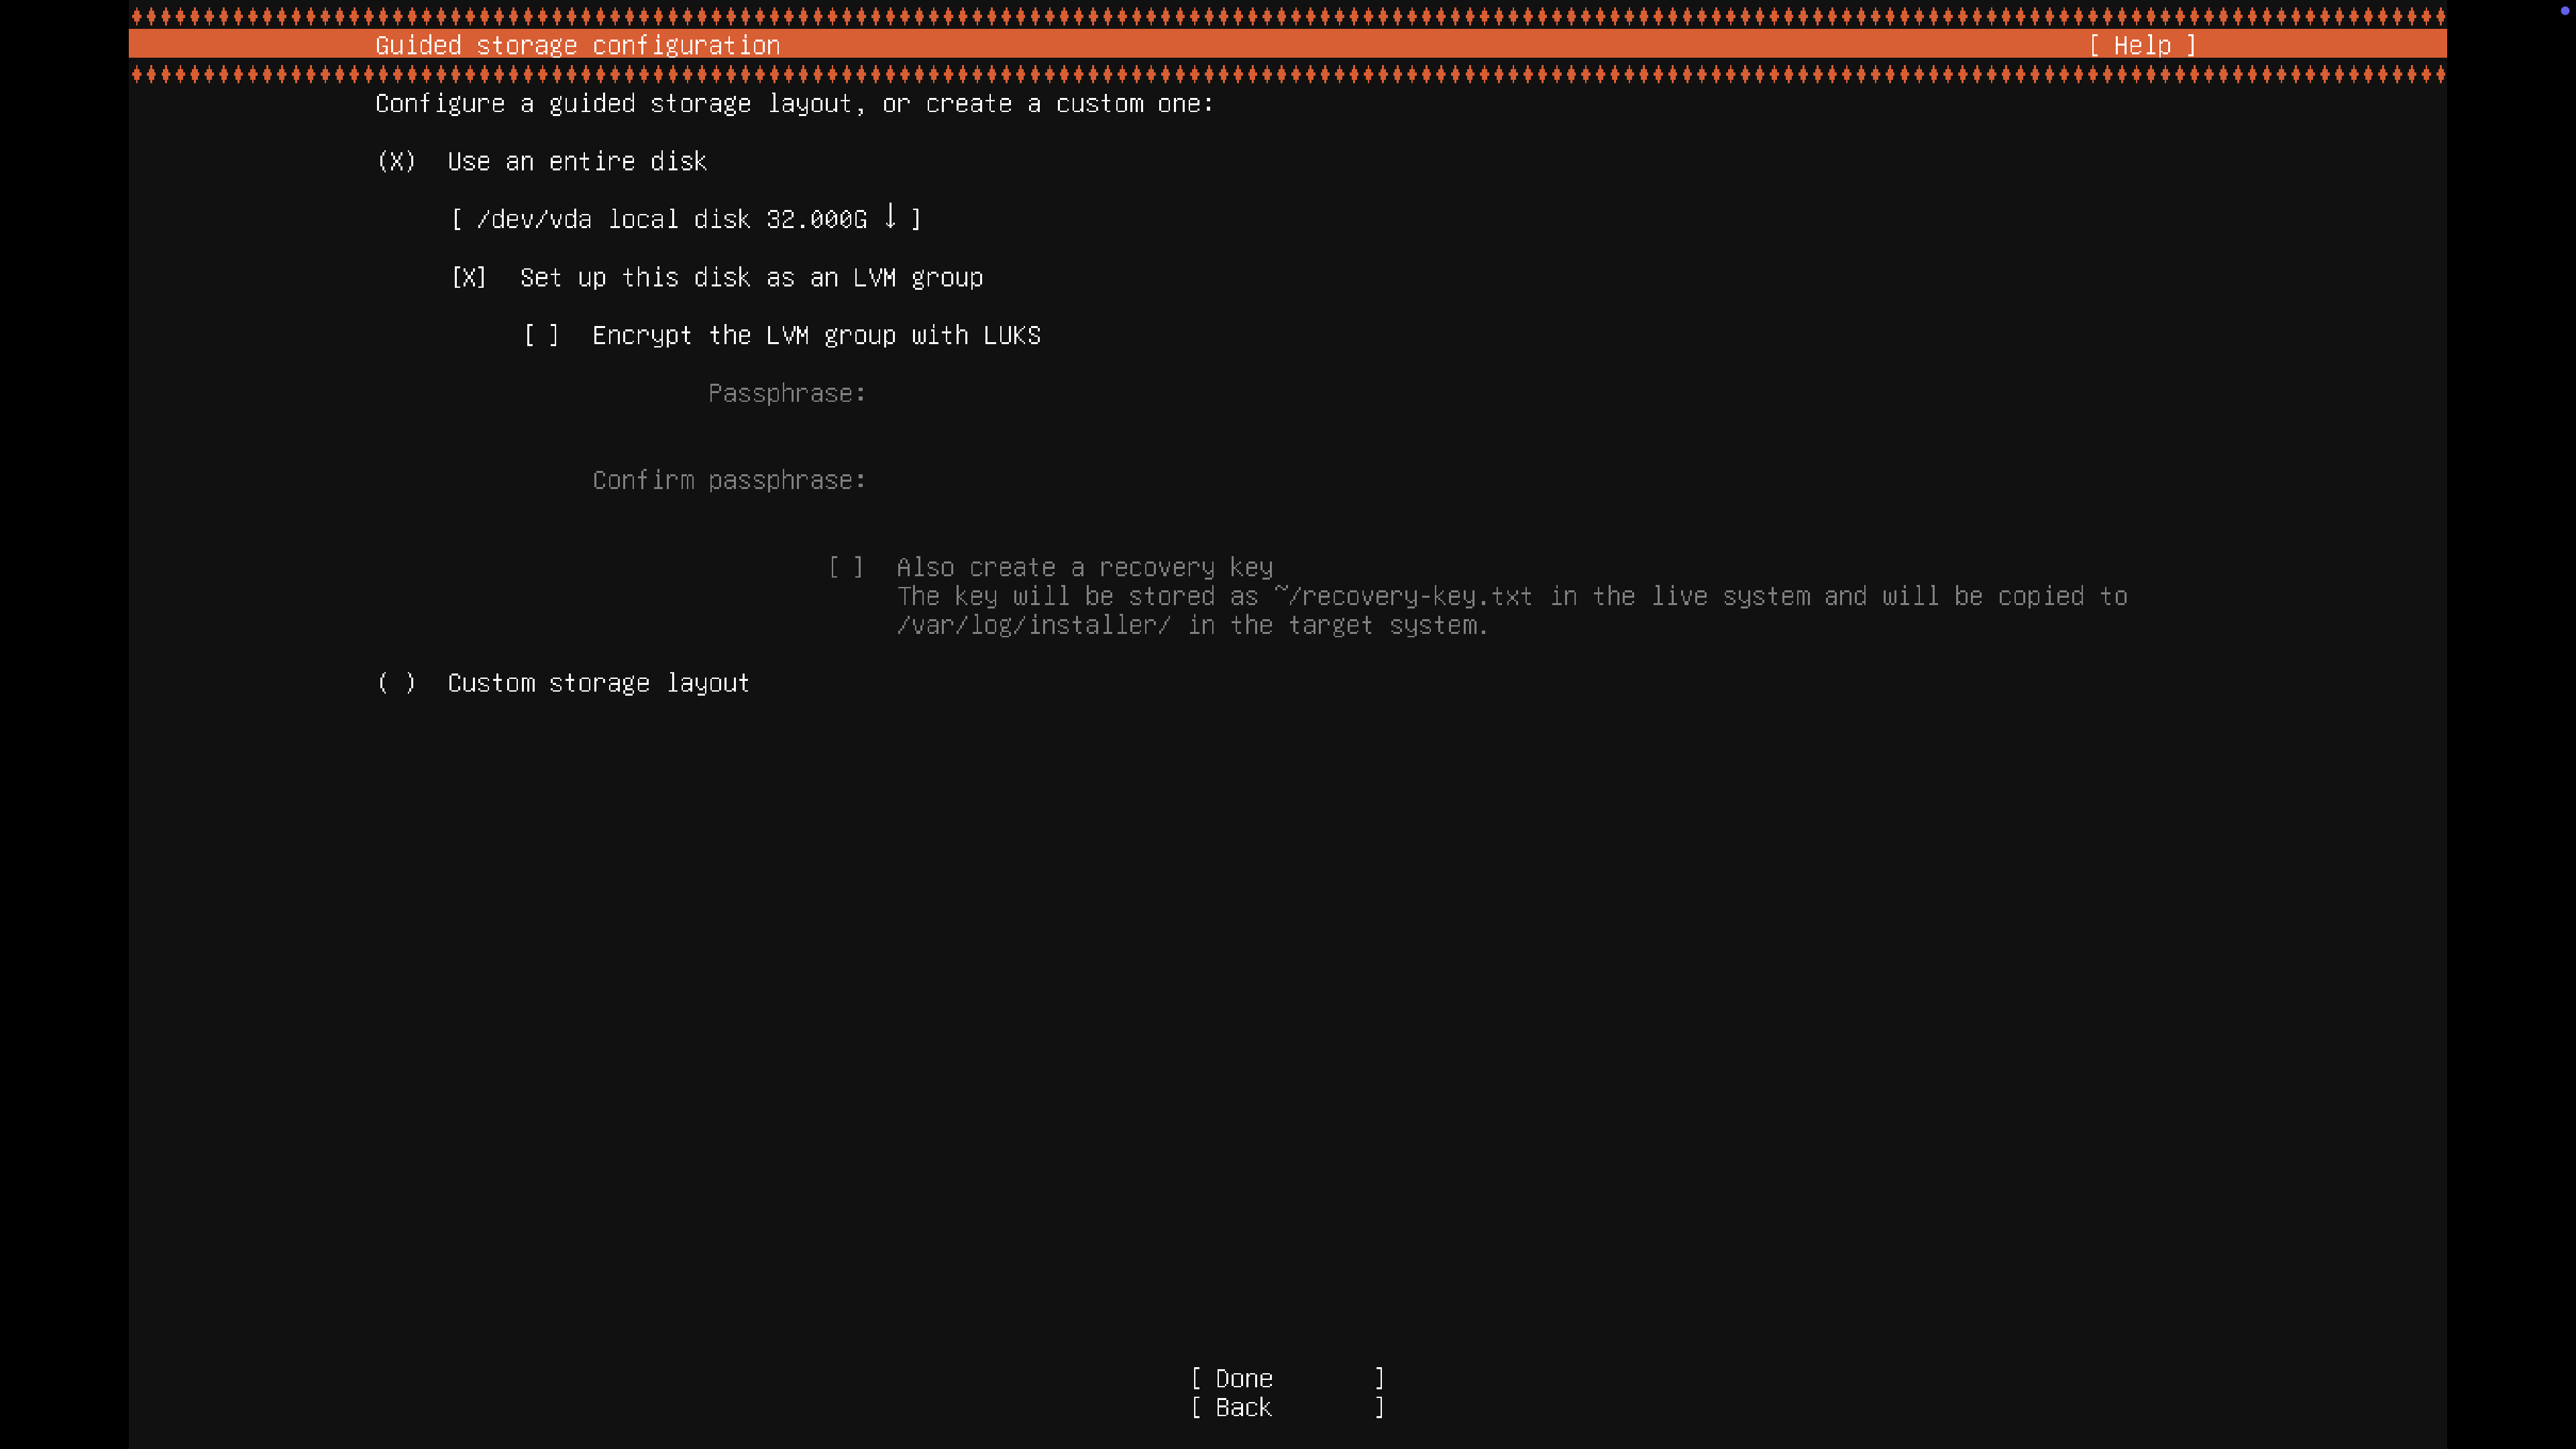 Guided storage configuration [ Help ]
Configure a guided storage layout, or create a custom one:
(X) Use an entire disk
[ /dev/vda local disk 32.000G ↓ ]
[X] Set up this disk as an LVM group
[ ] Encrypt the LVM group with LUKS
Passphrase:
Confirm passphrase:
[ ] Also create a recovery key
The key will be stored as ~/recovery-key.txt in the live system and will be copied to
/var/log/installer/ in the target system.
( ) Custom storage layout
[ Done ]
[ Back ]